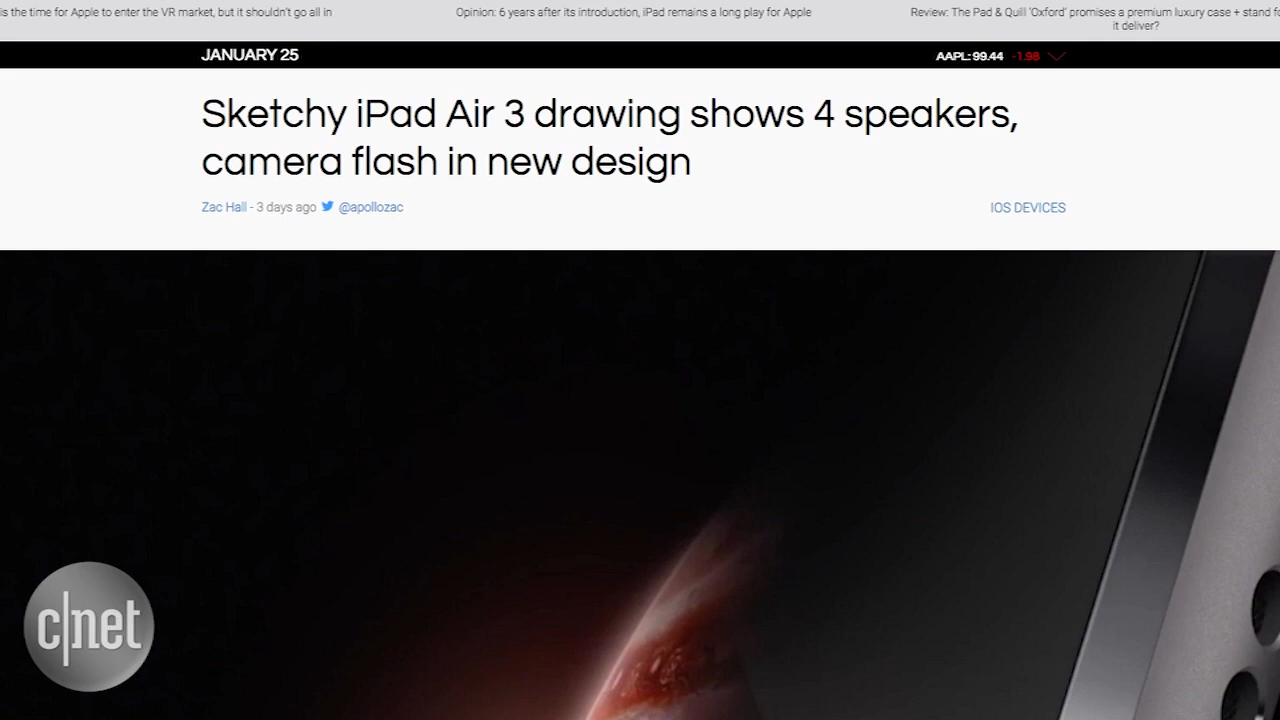 is the time for Apple to enter the VR market, but it shouldn't go all in
Opinion: 6 years after its introduction, iPad remains a long play for Apple
Review: The Pad & Quill 'Oxford' promises a premium luxury case + stand
it deliver?
JANUARY 25
AAPL: 99.44 -1.98
Sketchy iPad Air 3 drawing shows 4 speakers,
camera flash in new design
Zac Hall - 3 days ago @apollozac
IOS DEVICES
c|net